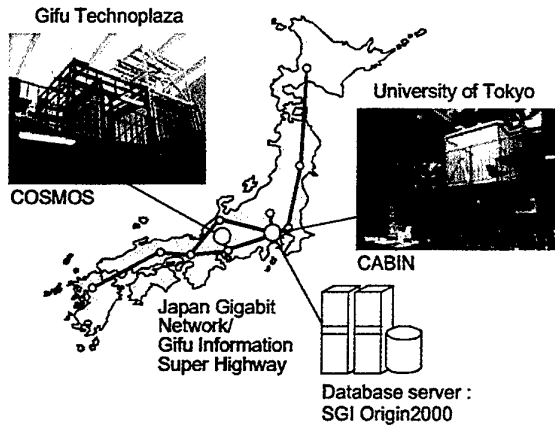 Gifu Technoplaza
University of Tokyo
COSMOS
CABIN
Japan Gigabit
Network/
Gifu Information
Super Highway
Database server :
SGI Origin2000